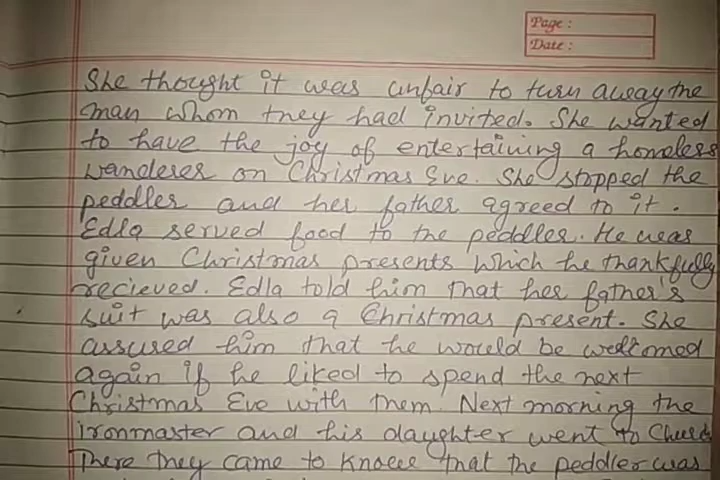 Page :
Date :
She thought it was unfair to turn away the
man whom they had invited. She wanted
to have the joy of entertaining a homeless
wanderer on Christmas Eve. She stopped the
peddler and her father agreed to it.
Edla served food to the peddler. He was
given Christmas presents which he thankfully
recieved. Edla told him that her father's
suit was also a Christmas present. She
assured him that he would be welcomed
again if he liked to spend the next
Christmas Eve with them. Next morning the
ironmaster and his daughter went to
There they came to know that the peddler was